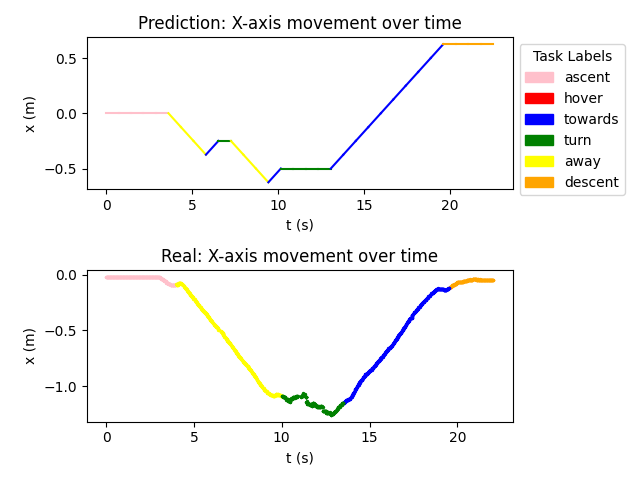 Prediction: X-axis movement over time
0.5
0.0
−0.5
x (m)
0
5
10
15
20
t (s)
Task Labels
ascent
hover
towards
turn
away
descent
Real: X-axis movement over time
0.0
−0.5
−1.0
x (m)
0
5
10
15
20
t (s)